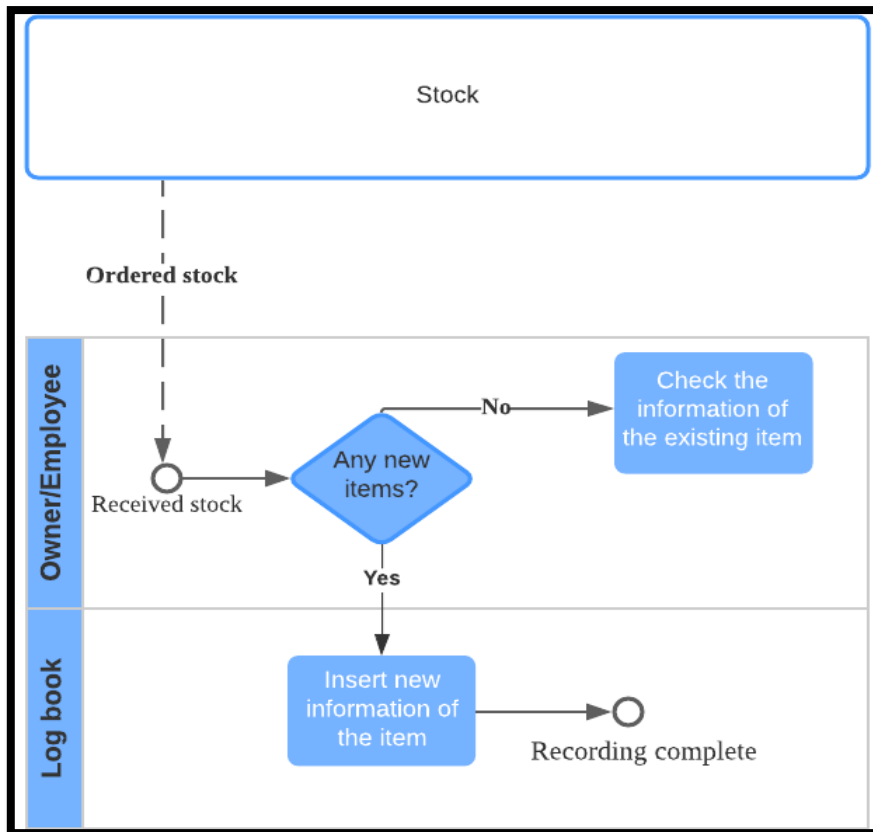 Stock
Ordered stock
Owner/Employee
Check the
information of
the existing item
No
Any new
items?
Received stock
Yes
Log book
Insert new
information of
the item
Recording complete